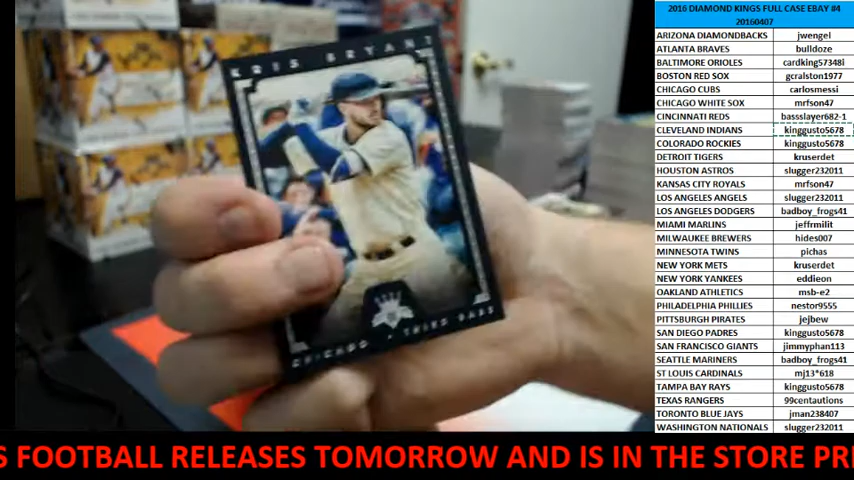 2016 DIAMOND KINGS FULL CASE EBAY #4
20160407
ARIZONA DIAMONDBACKS jwengel
ATLANTA BRAVES bulldoze
BALTIMORE ORIOLES cardking57348i
BOSTON RED SOX gcralston1977
CHICAGO CUBS carlosmessi
CHICAGO WHITE SOX mrfson47
CINCINNATI REDS bassslayer682-1
CLEVELAND INDIANS kinggusto5678
COLORADO ROCKIES kinggusto5678
DETROIT TIGERS kruserdet
HOUSTON ASTROS slugger232011
KANSAS CITY ROYALS mrfson47
LOS ANGELES ANGELS slugger232011
LOS ANGELES DODGERS badboy_frogs41
MIAMI MARLINS jeffrmilit
MILWAUKEE BREWERS hides007
MINNESOTA TWINS pichas
NEW YORK METS kruserdet
NEW YORK YANKEES eddieon
OAKLAND ATHLETICS msb-e2
PHILADELPHIA PHILLIES nestor9555
PITTSBURGH PIRATES jejbew
SAN DIEGO PADRES kinggusto5678
SAN FRANCISCO GIANTS jimmyphan113
SEATTLE MARINERS badboy_frogs41
ST LOUIS CARDINALS mj13*618
TAMPA BAY RAYS kinggusto5678
TEXAS RANGERS 99centautions
TORONTO BLUE JAYS jman238407
WASHINGTON NATIONALS slugger232011
KRIS BRYANT
CHICAGO • THIRD BASE
S FOOTBALL RELEASES TOMORROW AND IS IN THE STORE PRE